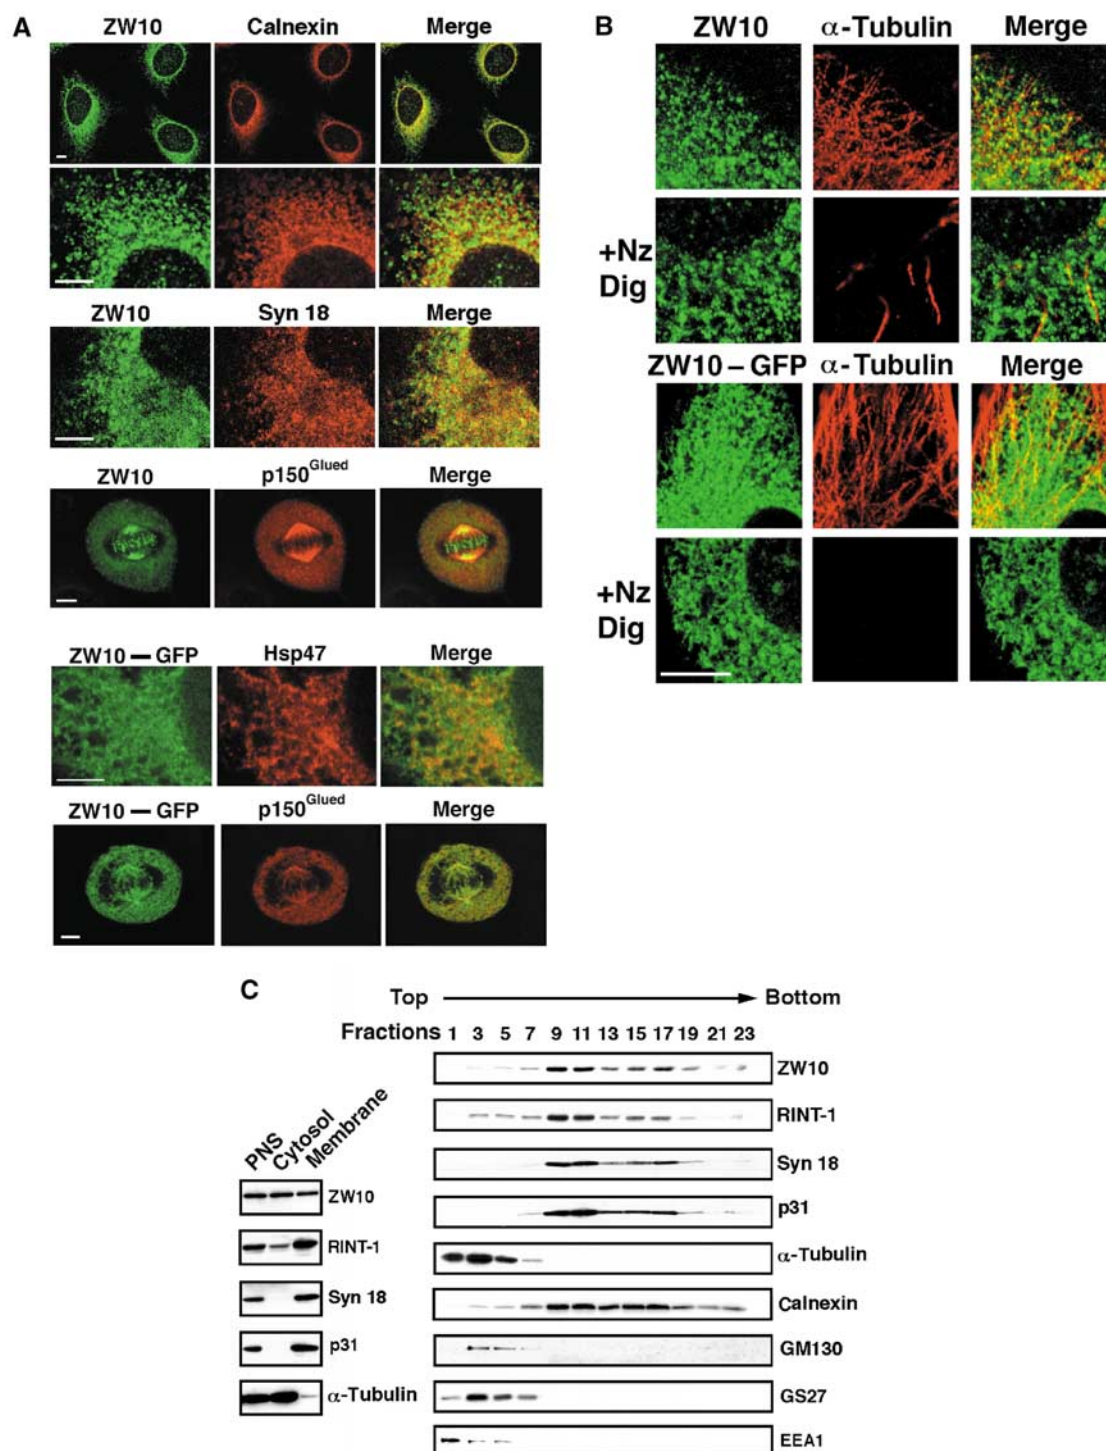 A
ZW10 Calnexin Merge
ZW10 Syn 18 Merge
ZW10 p150Glued Merge
ZW10 — GFP Hsp47 Merge
ZW10 — GFP p150Glued Merge
B
ZW10 α-Tubulin Merge
+Nz
Dig
ZW10 – GFP α-Tubulin Merge
+Nz
Dig
C
PNS Cytosol Membrane
ZW10
RINT-1
Syn 18
p31
α-Tubulin
Top Bottom
Fractions 1 3 5 7 9 11 13 15 17 19 21 23
ZW10
RINT-1
Syn 18
p31
α-Tubulin
Calnexin
GM130
GS27
EEA1